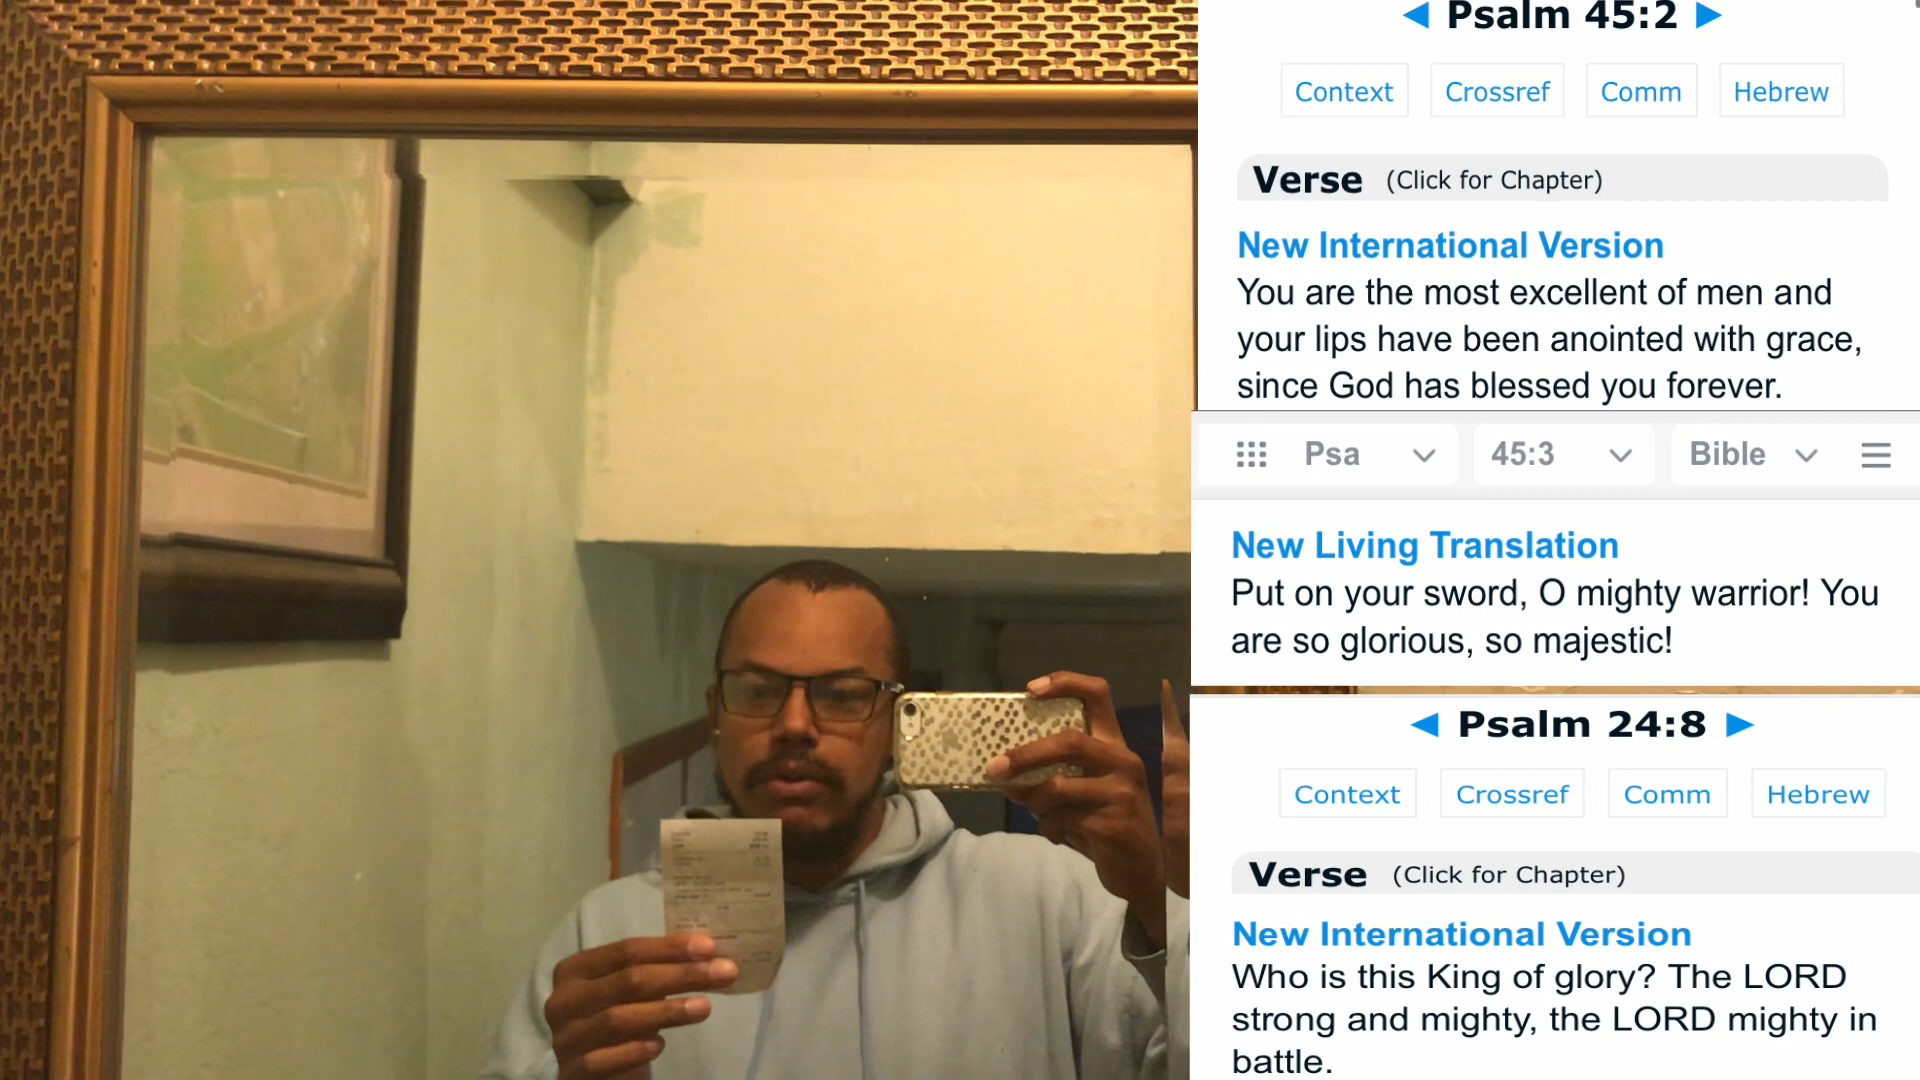 Psalm 45:2
Context Crossref Comm Hebrew
Verse (Click for Chapter)
New International Version
You are the most excellent of men and
your lips have been anointed with grace,
since God has blessed you forever.
Psa 45:3 Bible
New Living Translation
Put on your sword, O mighty warrior! You
are so glorious, so majestic!
Psalm 24:8
Context Crossref Comm Hebrew
Verse (Click for Chapter)
New International Version
Who is this King of glory? The LORD
strong and mighty, the LORD mighty in
battle.